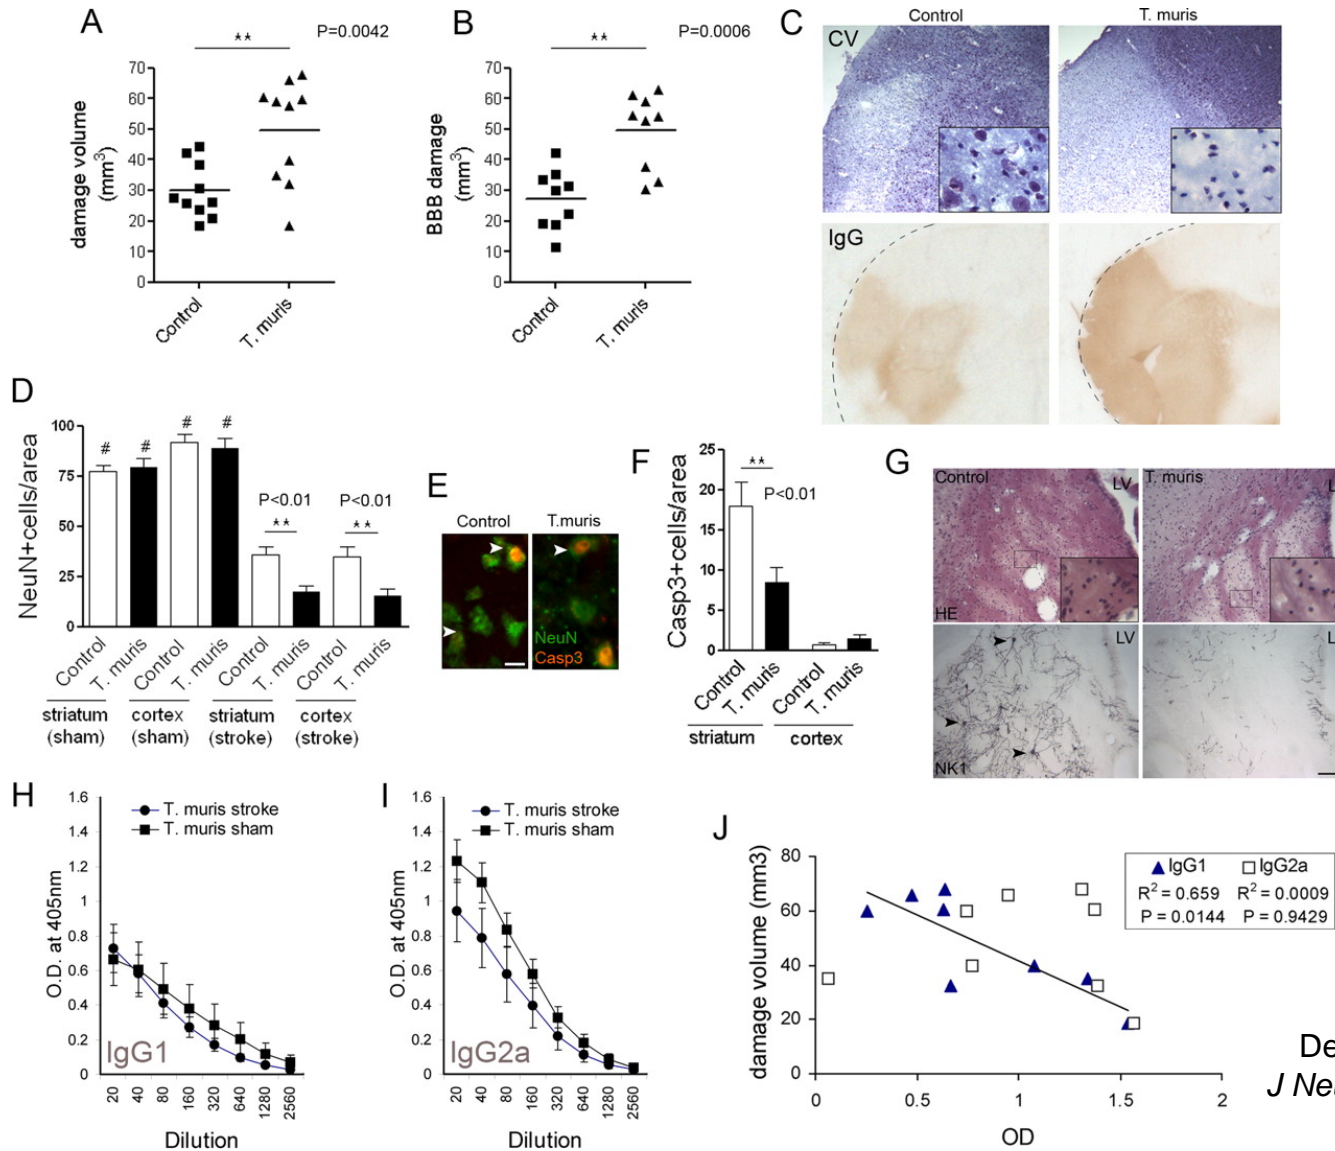 A
**
P=0.0042
damage volume
(mm3)
70
60
50
40
30
20
10
0
Control
T. muris
B
**
P=0.0006
BBB damage
(mm3)
70
60
50
40
30
20
10
0
Control
T. muris
C
Control
T. muris
CV
IgG
D
NeuN+cells/area
100
75
50
25
0
#
#
#
#
P<0.01
**
P<0.01
**
Control
T. muris
Control
T. muris
Control
T. muris
Control
T. muris
striatum
(sham)
cortex
(sham)
striatum
(stroke)
cortex
(stroke)
E
Control
T.muris
NeuN
Casp3
F
Casp3+cells/area
25
20
15
10
5
0
**
P<0.01
Control
T. muris
Control
T. muris
striatum
cortex
G
Control
LV
T. muris
L
HE
LV
L
NK1
H
T. muris stroke
T. muris sham
O.D. at 405nm
1.6
1.4
1.2
1
0.8
0.6
0.4
0.2
0
IgG1
20
40
80
160
320
640
1280
2560
Dilution
I
T. muris stroke
T. muris sham
O.D. at 405nm
1.6
1.4
1.2
1
0.8
0.6
0.4
0.2
0
IgG2a
20
40
80
160
320
640
1280
2560
Dilution
J
damage volume (mm3)
80
60
40
20
0
IgG1 IgG2a
R2 = 0.659 R2 = 0.0009
P = 0.0144 P = 0.9429
0
0.5
1
1.5
2
OD
De
J Neu